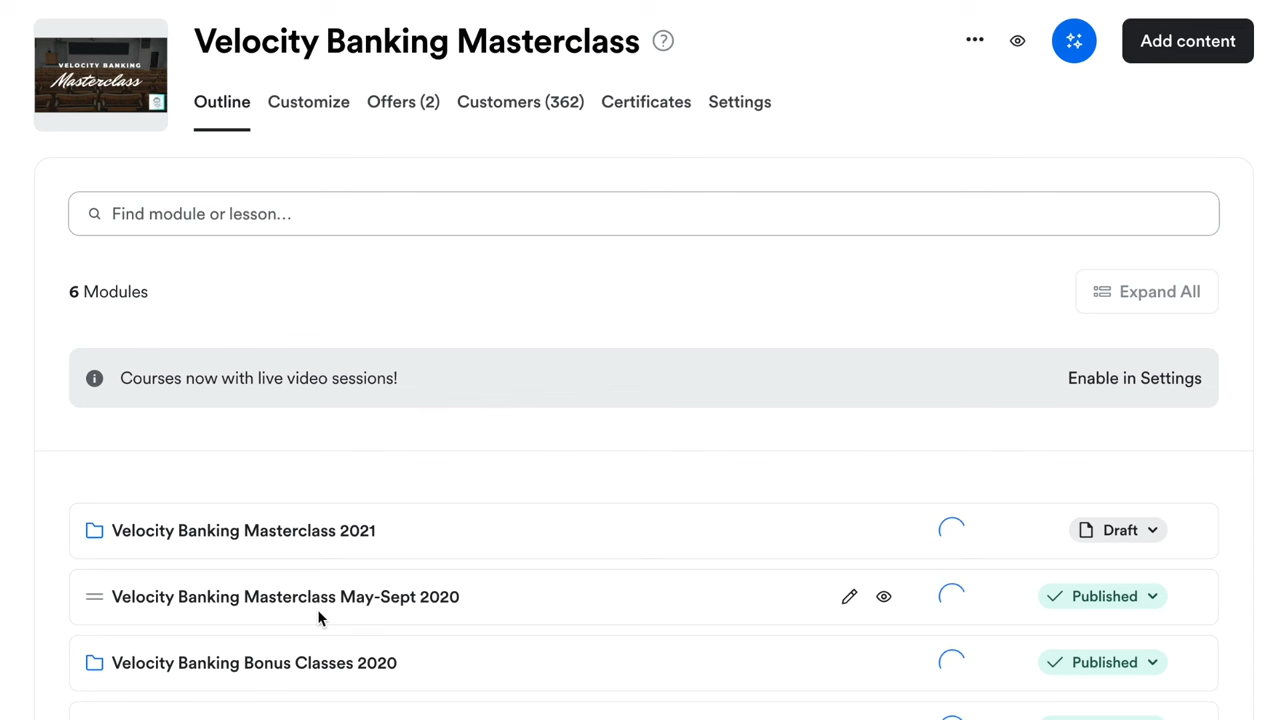 VELOCITY BANKING
Masterclass
Velocity Banking Masterclass ?
Add content
Outline Customize Offers (2) Customers (362) Certificates Settings
Find module or lesson...
6 Modules
Expand All
Courses now with live video sessions!
Enable in Settings
Velocity Banking Masterclass 2021
Draft
Velocity Banking Masterclass May-Sept 2020
Published
Velocity Banking Bonus Classes 2020
Published